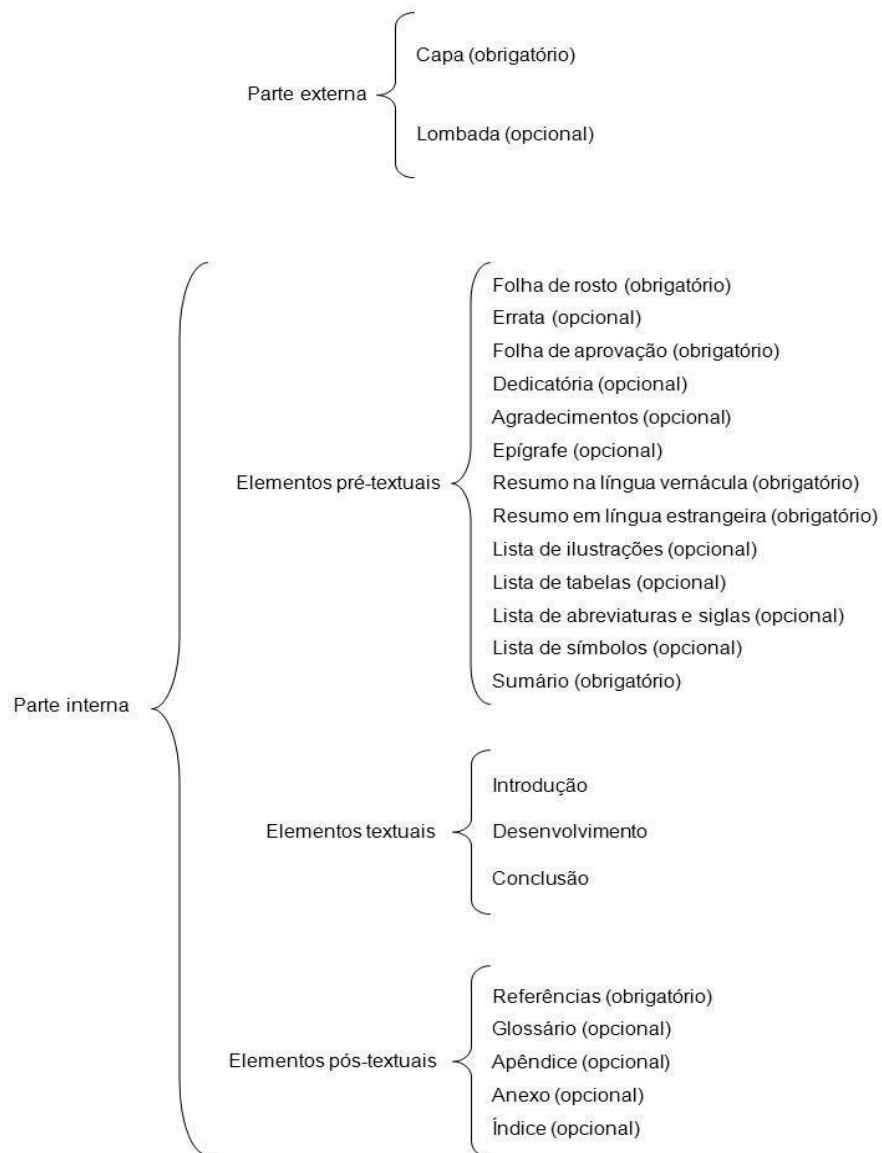 Parte externa
Capa (obrigatório)
Lombada (opcional)
Parte interna
Elementos pré-textuais
Folha de rosto (obrigatório)
Errata (opcional)
Folha de aprovação (obrigatório)
Dedicatória (opcional)
Agradecimentos (opcional)
Epígrafe (opcional)
Resumo na língua vernácula (obrigatório)
Resumo em língua estrangeira (obrigatório)
Lista de ilustrações (opcional)
Lista de tabelas (opcional)
Lista de abreviaturas e siglas (opcional)
Lista de símbolos (opcional)
Sumário (obrigatório)
Elementos textuais
Introdução
Desenvolvimento
Conclusão
Elementos pós-textuais
Referências (obrigatório)
Glossário (opcional)
Apêndice (opcional)
Anexo (opcional)
Índice (opcional)